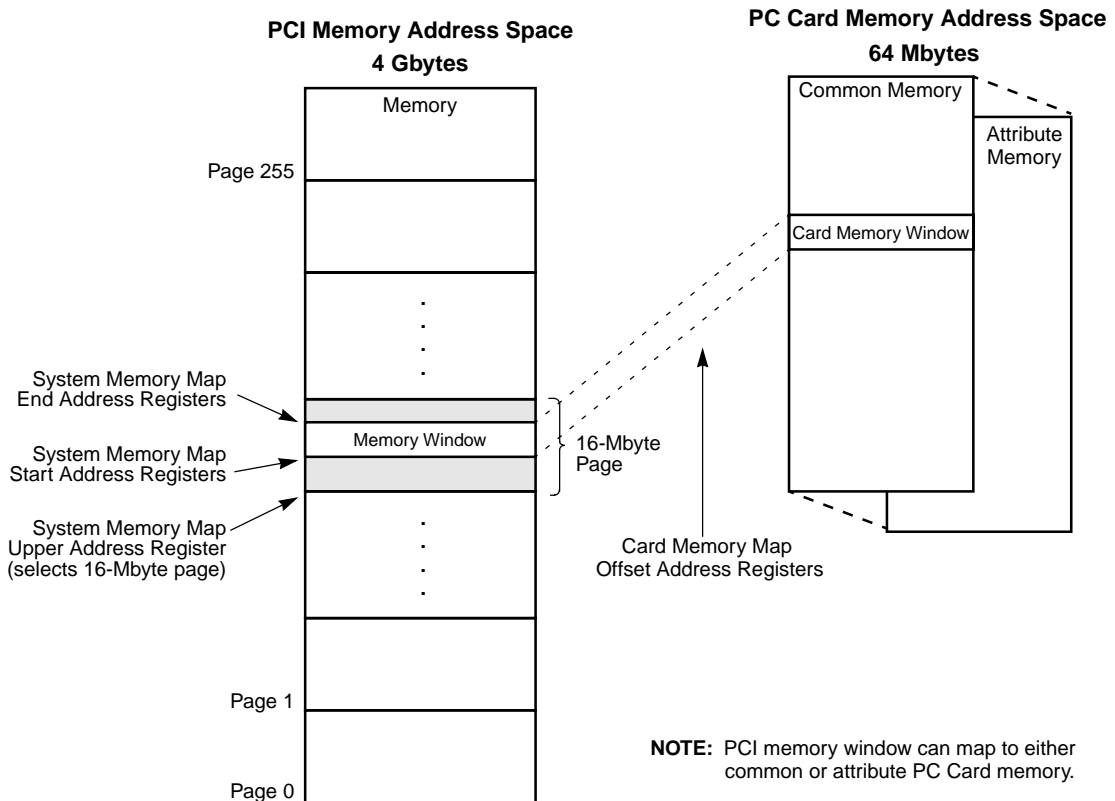 PCI Memory Address Space
4 Gbytes
PC Card Memory Address Space
64 Mbytes
Memory
Common Memory
Attribute
Memory
Page 255
Card Memory Window
System Memory Map
End Address Registers
Memory Window
16-Mbyte
Page
System Memory Map
Start Address Registers
System Memory Map
Upper Address Register
(selects 16-Mbyte page)
Card Memory Map
Offset Address Registers
Page 1
Page 0
NOTE: PCI memory window can map to either
common or attribute PC Card memory.